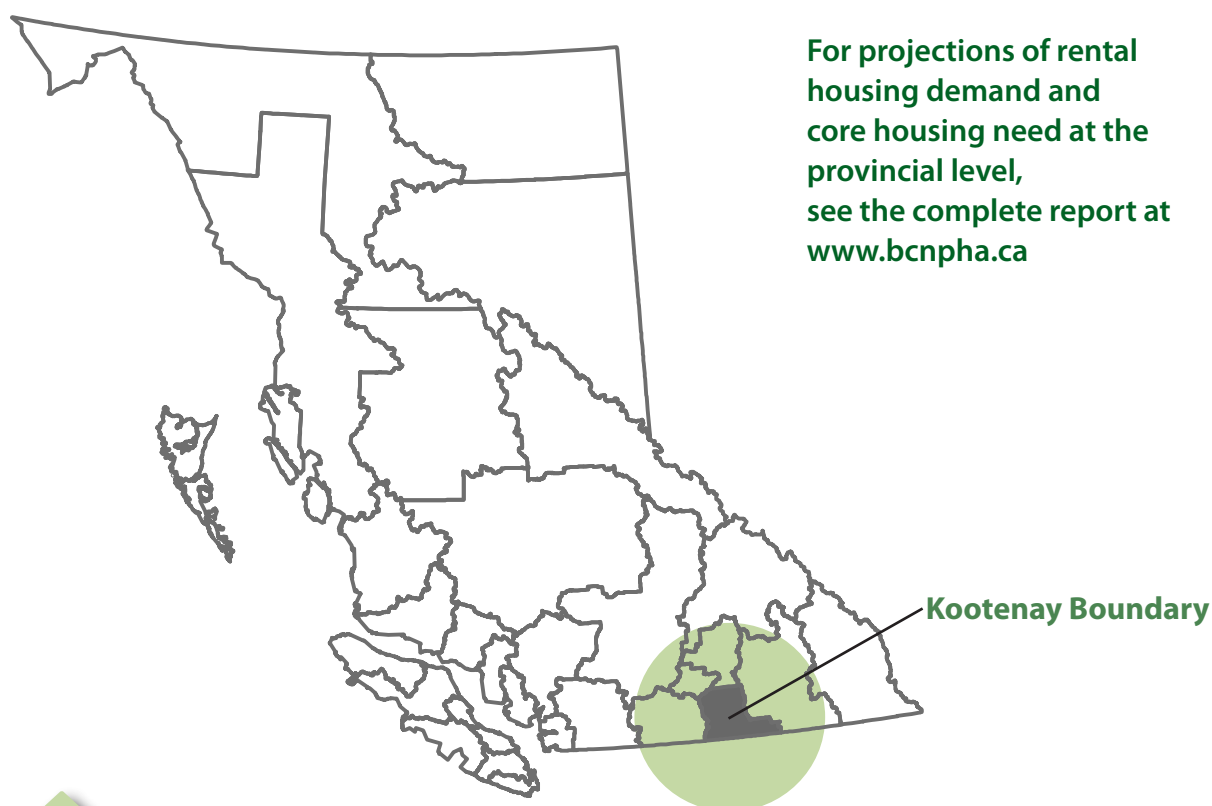 For projections of rental
housing demand and
core housing need at the
provincial level,
see the complete report at
www.bcnpha.ca
Kootenay Boundary